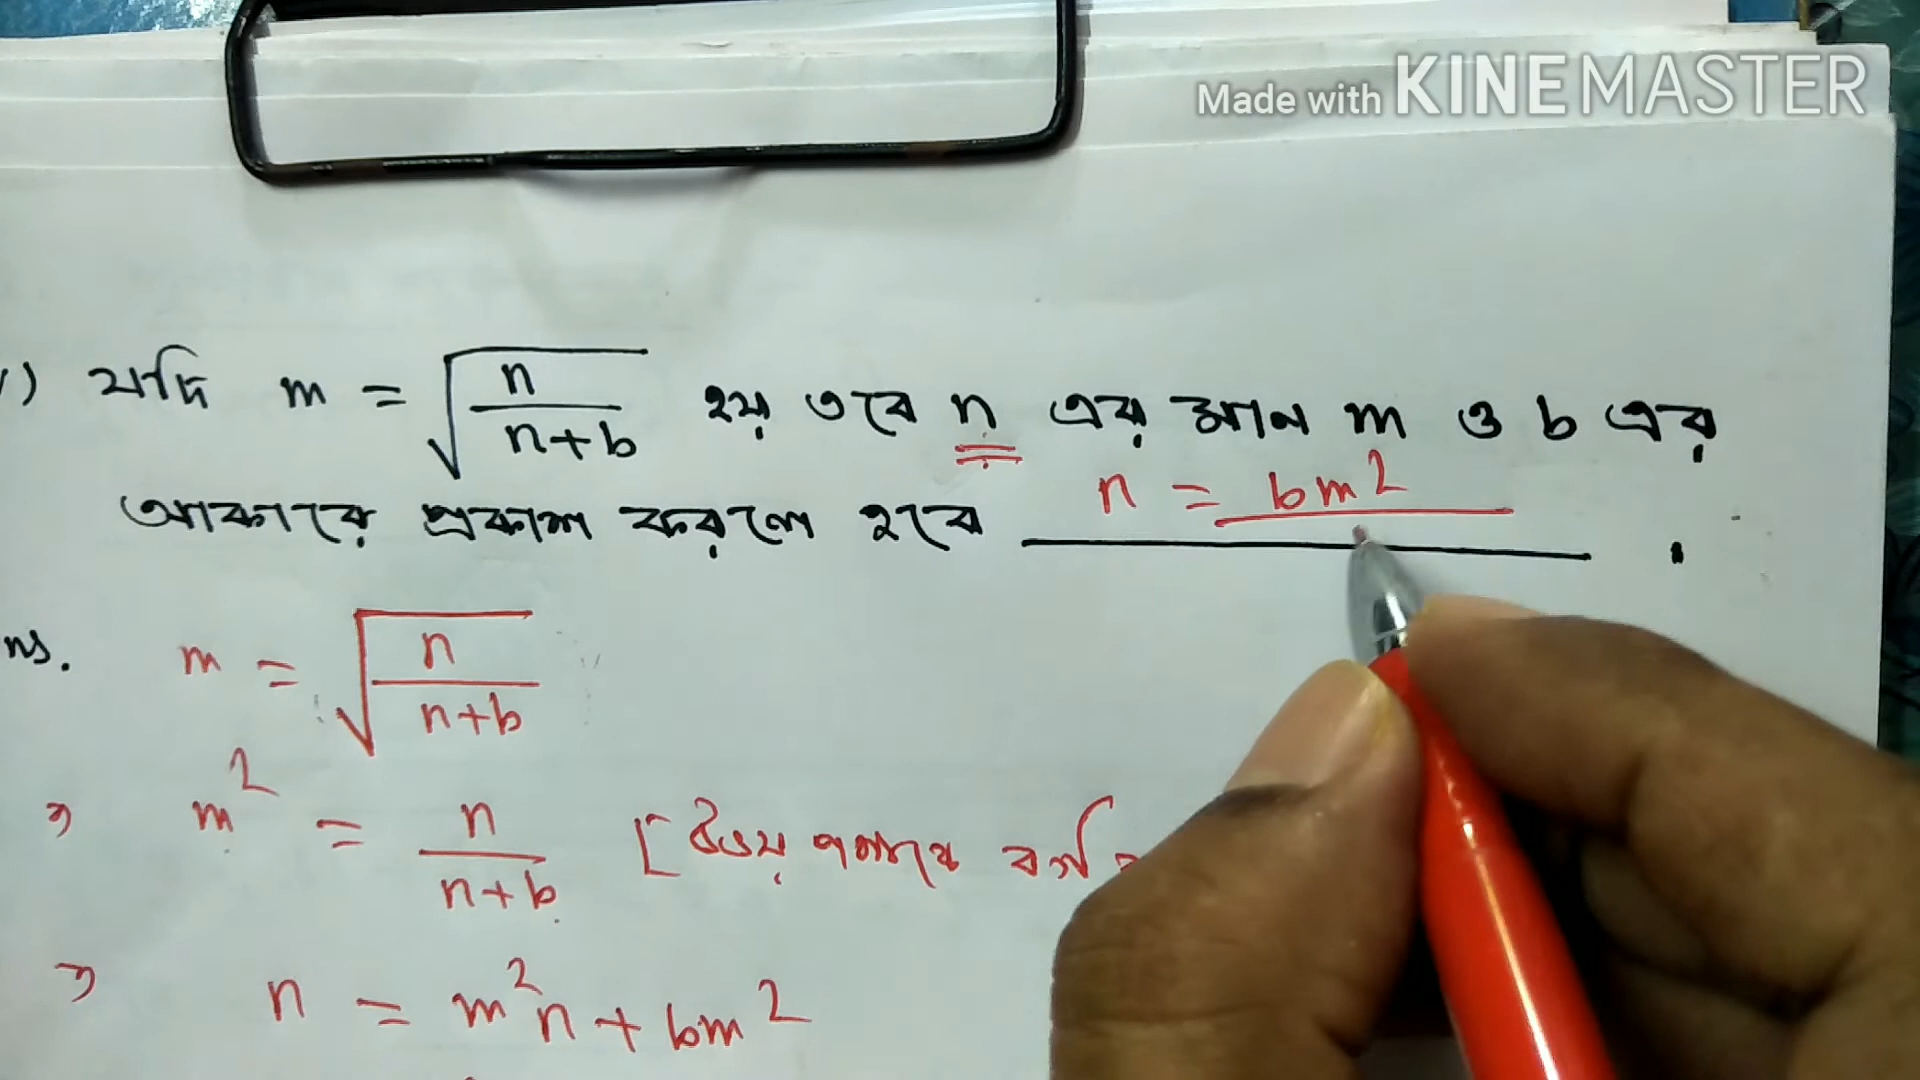 Made with KINEMASTER
) যদি m = √(n/(n+b)) হয় তবে n এর মান m ও b এর
আকারে প্রকাশ করলে হবে n = bm²/ .
ns. m = √(n/(n+b))
⇒ m² = n/(n+b) [উভয় পক্ষকে বর্গ
⇒ n = m²n + bm²